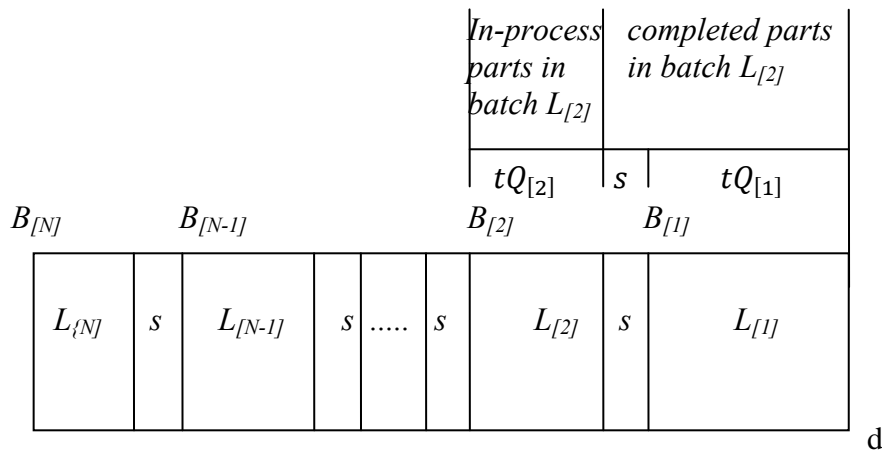 In-process completed parts
parts in in batch L[2]
batch L[2]
tQ[2] s tQ[1]
B[N] B[N-1] B[2] B[1]
L{N] s L[N-1] s ..... s L[2] s L[1]
d